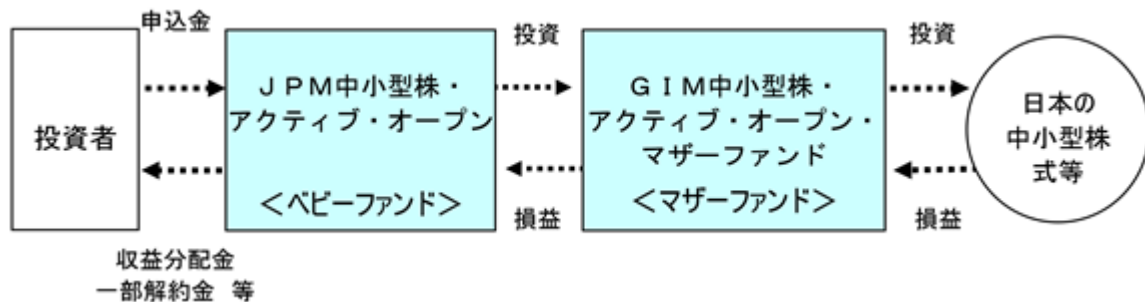 申込金
投資
投資
投資者
ＪＰＭ中小型株・
アクティブ・オープン
＜ベビーファンド＞
ＧＩＭ中小型株・
アクティブ・オープン・
マザーファンド
＜マザーファンド＞
日本の
中小型株
式等
損益
損益
収益分配金
一部解約金 等